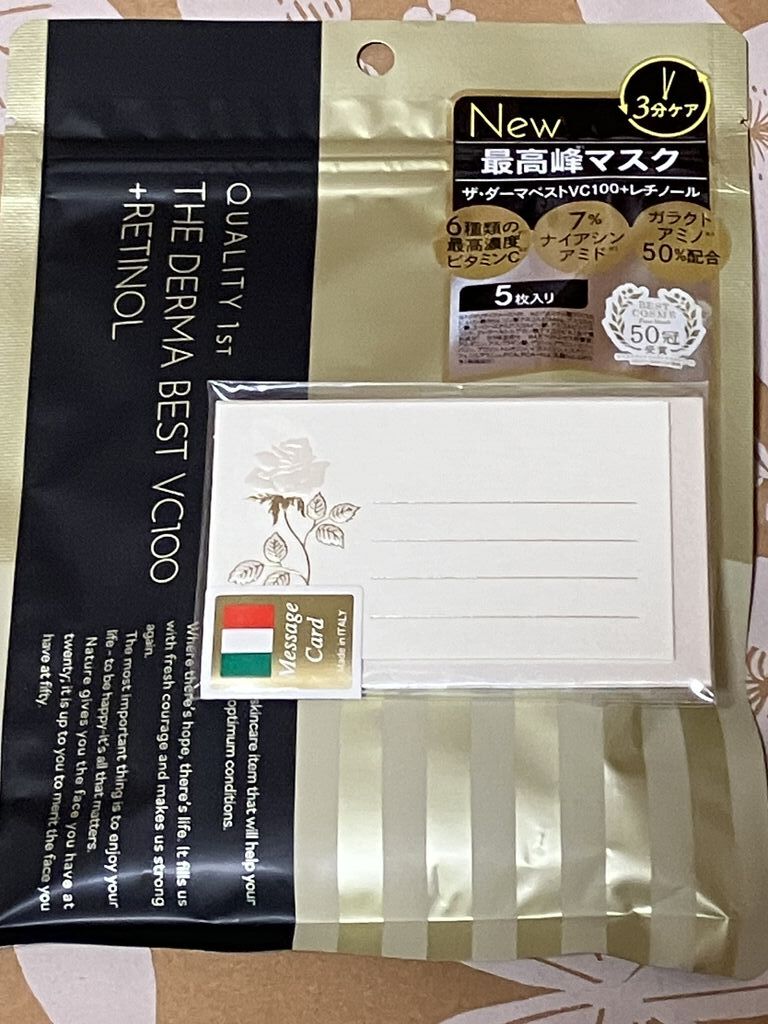 3分ケア
New
最高峰マスク
ザ・ダーマベストVC100+レチノール
6種類の
最高濃度
ビタミンC
7%
ナイアシン
アミド
ガラクト
アミノ
50%配合
5枚入り
BEST
COSME
50冠
受賞
QUALITY 1ST
THE DERMA BEST VC100
+RETINOL
skincare item that will help your
optimum conditions.
Where there's hope, there's life. It fills us
with fresh courage and makes us strong
again.
The most important thing is to enjoy your
life - to be happy-it's all that matters.
Nature gives you the face you have at
twenty; it is up to you to merit the face you
have at fifty.
Message
Card
Made in ITALY